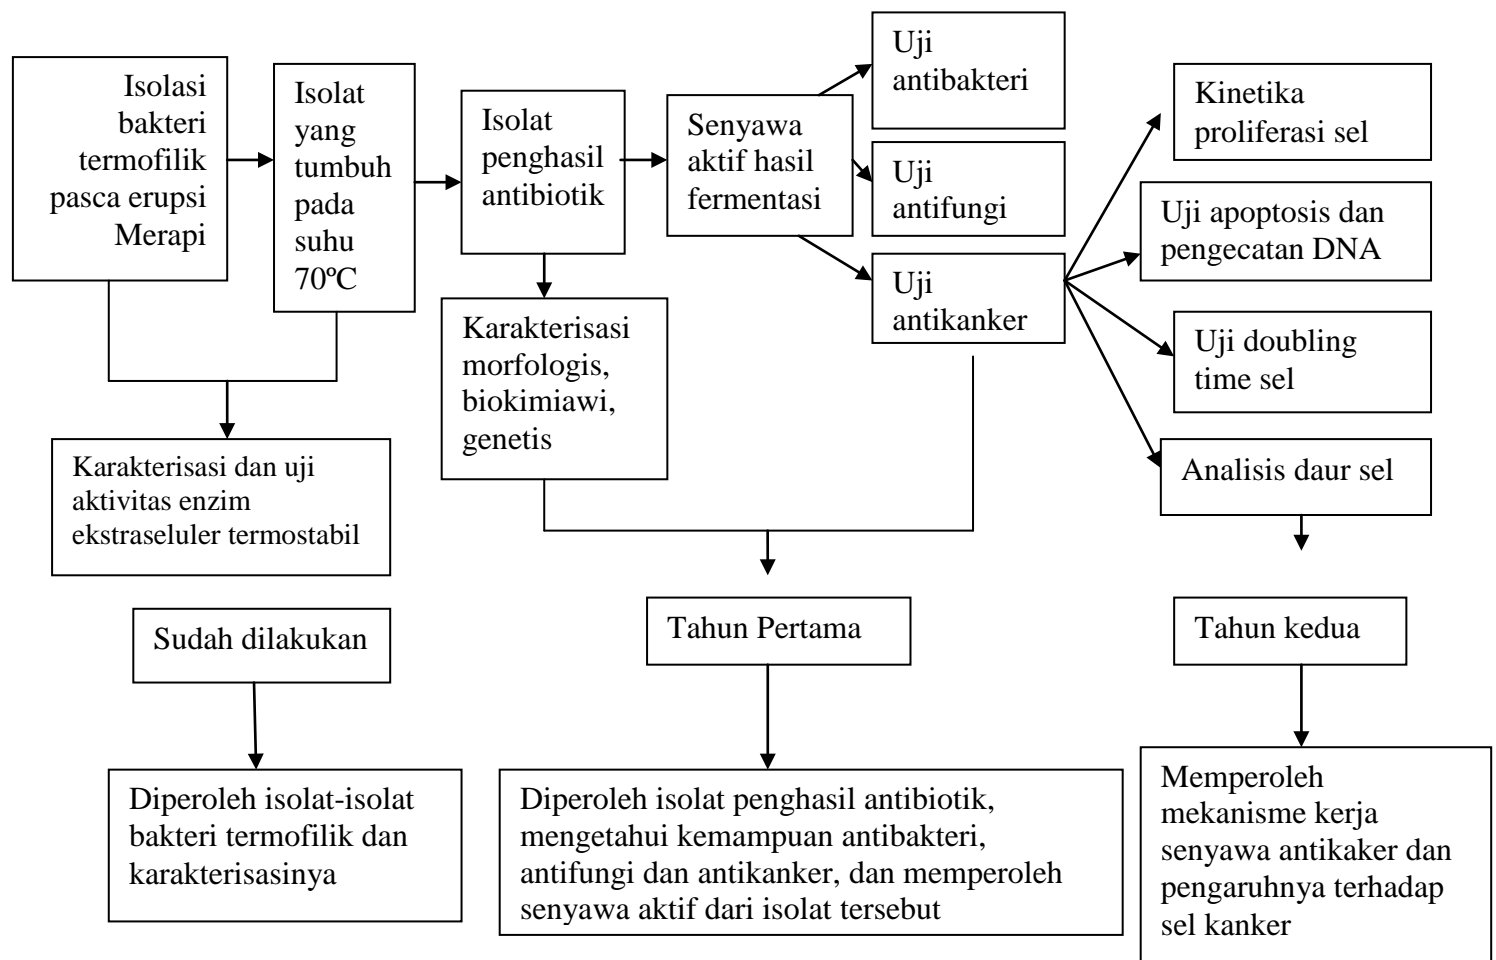 Isolasi
bakteri
termofilik
pasca erupsi
Merapi
Isolat
yang
tumbuh
pada
suhu
70ºC
Isolat
penghasil
antibiotik
Senyawa
aktif hasil
fermentasi
Uji
antibakteri
Uji
antifungi
Uji
antikanker
Kinetika
proliferasi sel
Uji apoptosis dan
pengecatan DNA
Uji doubling
time sel
Analisis daur sel
Karakterisasi
morfologis,
biokimiawi,
genetis
Karakterisasi dan uji
aktivitas enzim
ekstraseluler termostabil
Sudah dilakukan
Tahun Pertama
Tahun kedua
Diperoleh isolat-isolat
bakteri termofilik dan
karakterisasinya
Diperoleh isolat penghasil antibiotik,
mengetahui kemampuan antibakteri,
antifungi dan antikanker, dan memperoleh
senyawa aktif dari isolat tersebut
Memperoleh
mekanisme kerja
senyawa antikaker dan
pengaruhnya terhadap
sel kanker